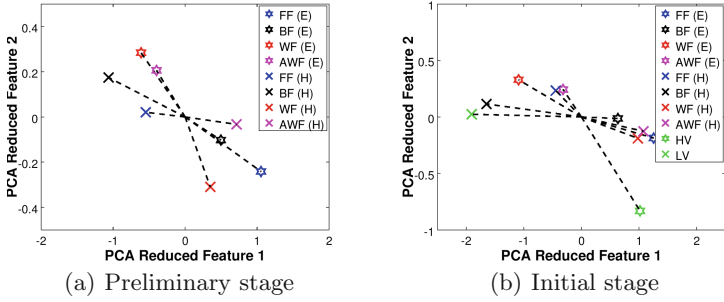 0.4
0.2
0
-0.2
-0.4
-2
-1
0
1
2
PCA Reduced Feature 2
PCA Reduced Feature 1
FF (E)
BF (E)
WF (E)
AWF (E)
FF (H)
BF (H)
WF (H)
AWF (H)
(a) Preliminary stage
1
0.5
0
-0.5
-1
-2
-1
0
1
2
PCA Reduced Feature 2
PCA Reduced Feature 1
FF (E)
BF (E)
WF (E)
AWF (E)
FF (H)
BF (H)
WF (H)
AWF (H)
HV
LV
(b) Initial stage